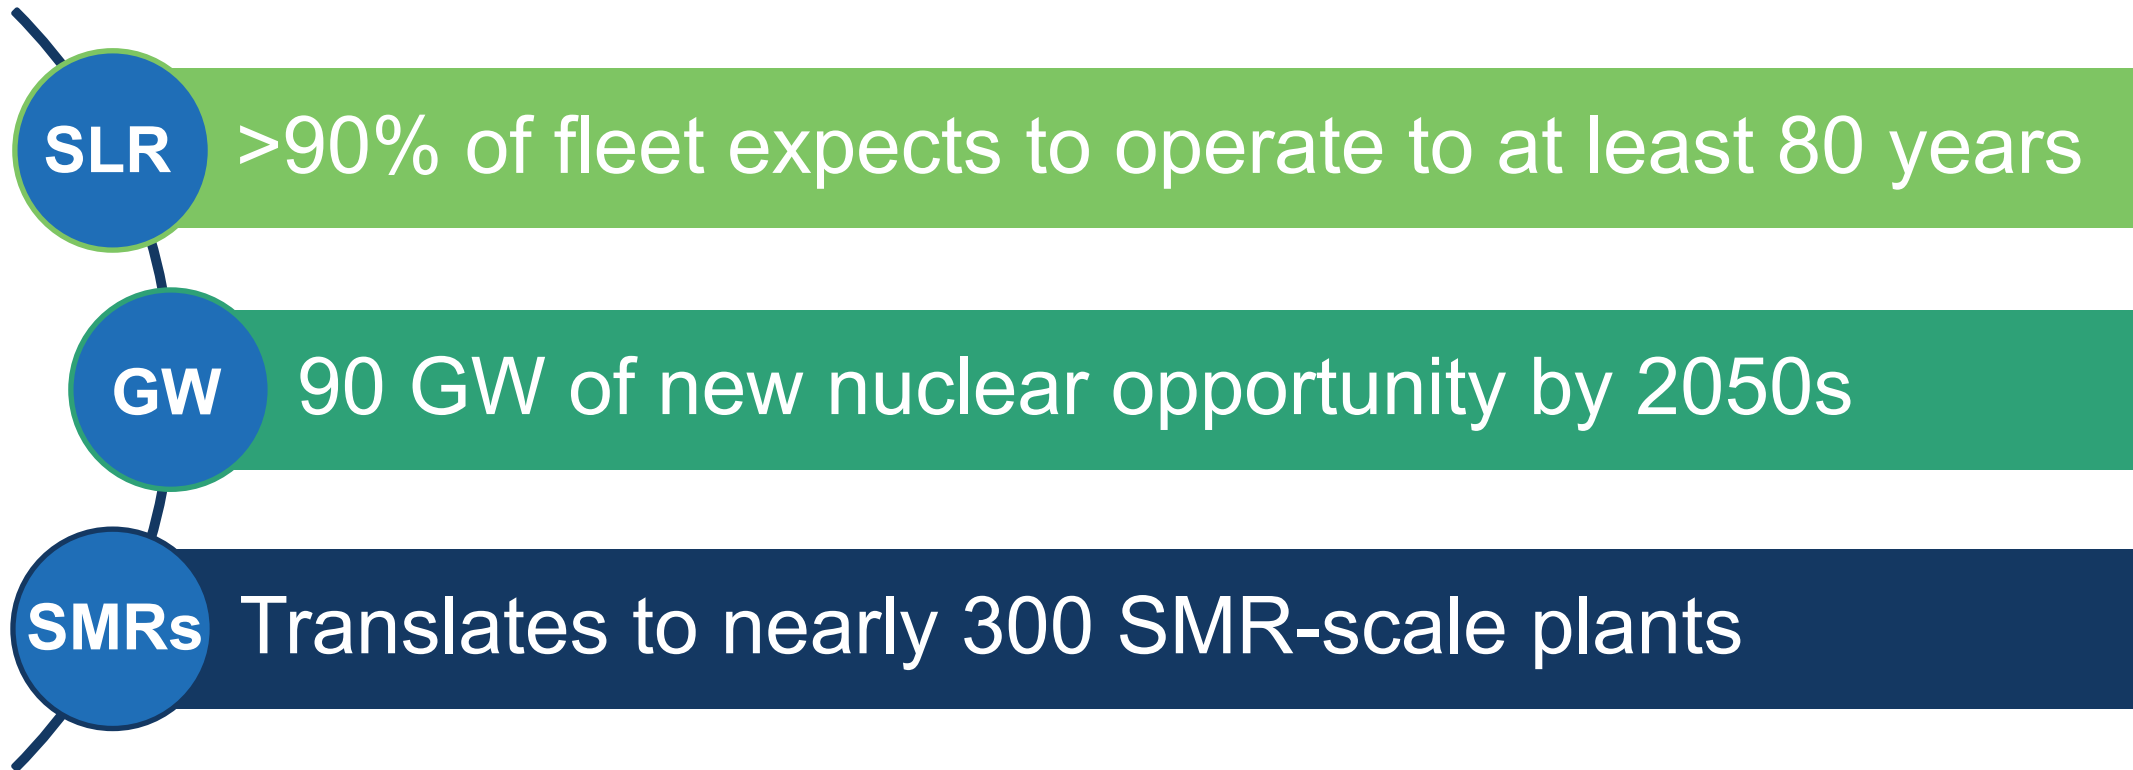 SLR
>90% of fleet expects to operate to at least 80 years
GW
90 GW of new nuclear opportunity by 2050s
SMRs
Translates to nearly 300 SMR-scale plants